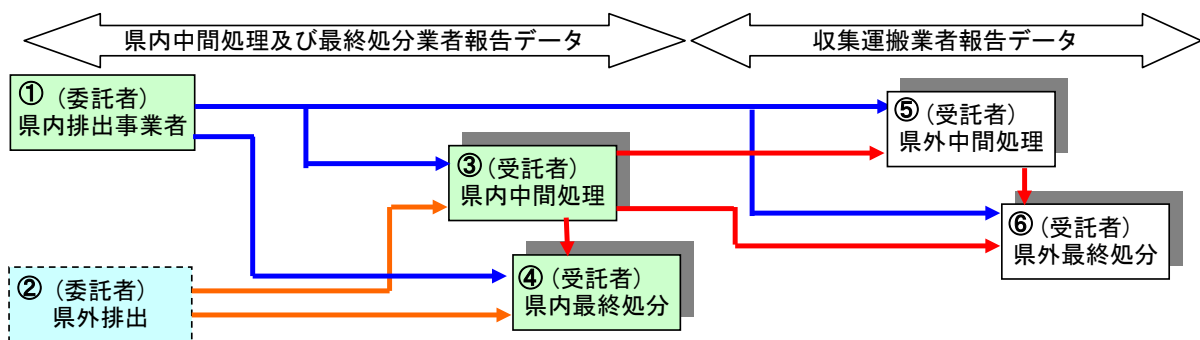 県内中間処理及び最終処分業者報告データ
収集運搬業者報告データ
①(委託者)
県内排出事業者
②(委託者)
県外排出
③(受託者)
県内中間処理
④(受託者)
県内最終処分
⑤(受託者)
県外中間処理
⑥(受託者)
県外最終処分